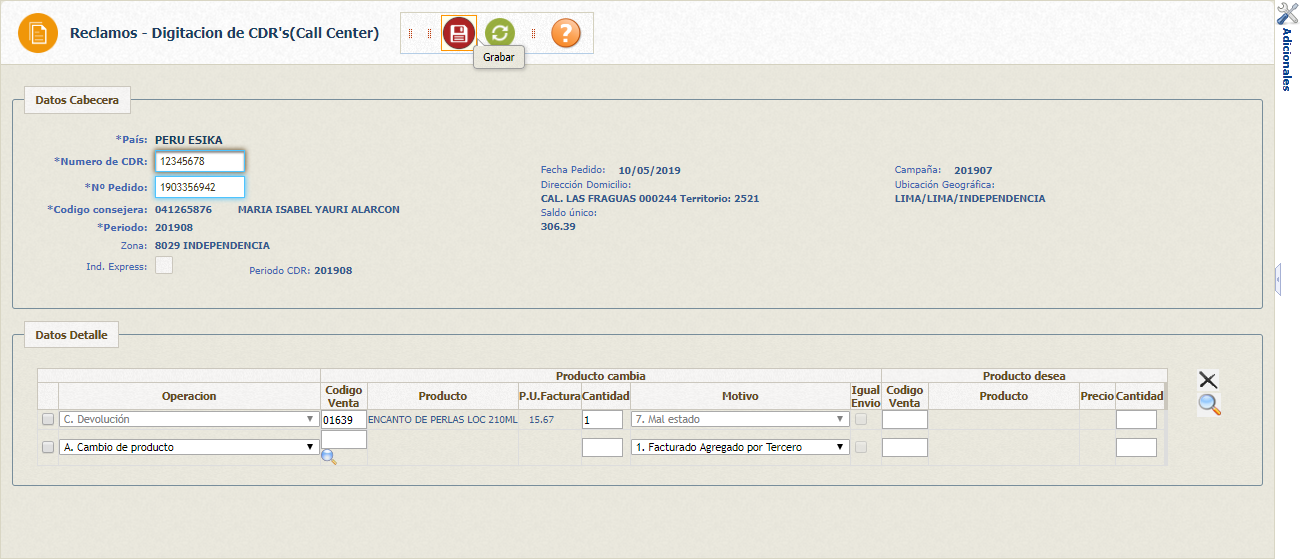 Reclamos - Digitacion de CDR's(Call Center)
?
Grabar
Adicionales
Datos Cabecera
*País: PERU ESIKA
*Numero de CDR: 12345678
Fecha Pedido: 10/05/2019 Campaña: 201907
*Nº Pedido: 1903356942
Dirección Domicilio: Ubicación Geográfica:
CAL. LAS FRAGUAS 000244 Territorio: 2521 LIMA/LIMA/INDEPENDENCIA
*Codigo consejera: 041265876 MARIA ISABEL YAURI ALARCON
Saldo único:
*Periodo: 201908
306.39
Zona: 8029 INDEPENDENCIA
Ind. Express: Periodo CDR: 201908
Datos Detalle
Producto cambia Producto desea
Operacion Codigo Venta Producto P.U.Factura Cantidad Motivo Igual Envio Codigo Venta Producto Precio Cantidad
C. Devolución 01639 ENCANTO DE PERLAS LOC 210ML 15.67 1 7. Mal estado
A. Cambio de producto 1. Facturado Agregado por Tercero